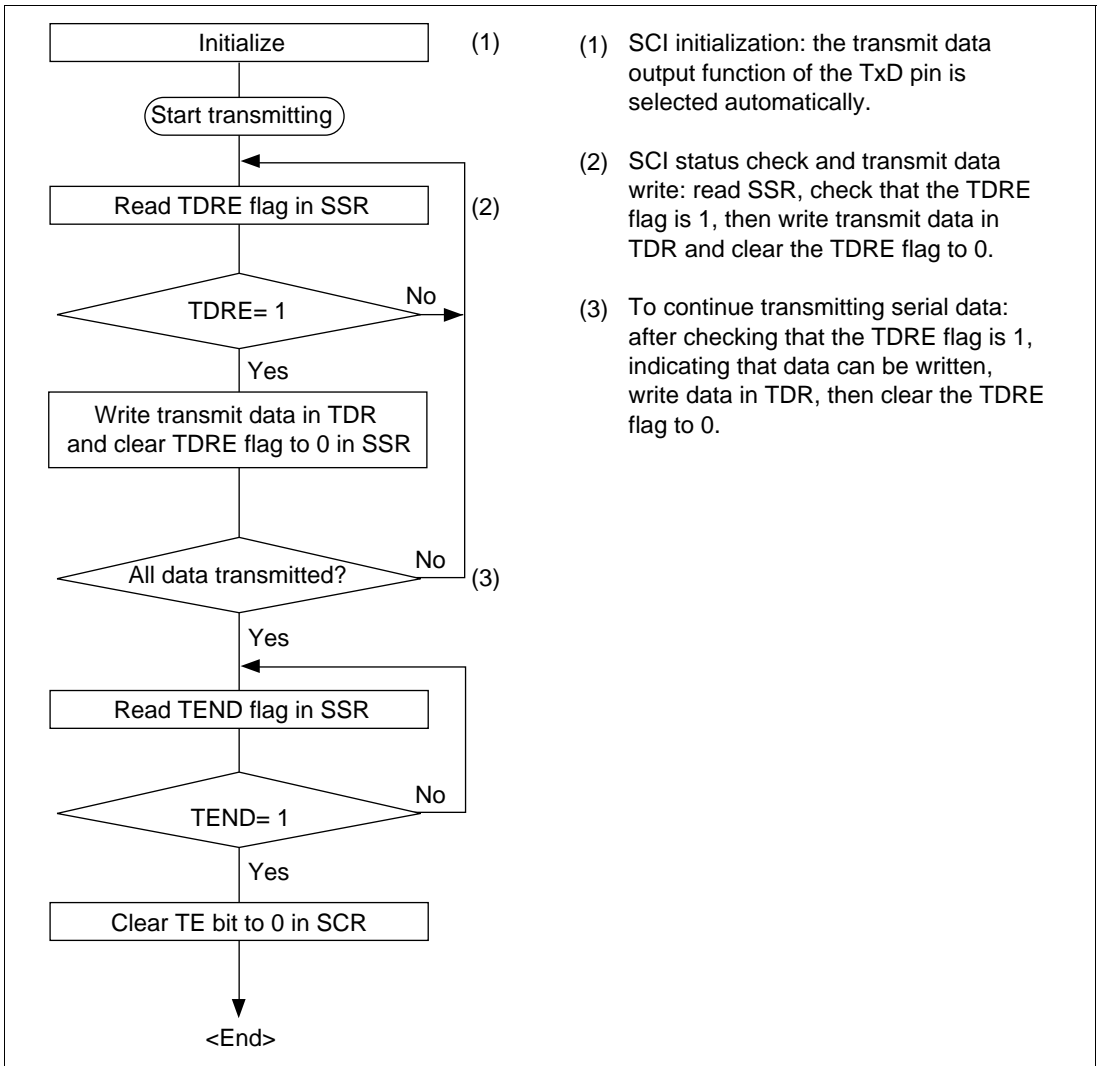 Initialize
(1)
Start transmitting
Read TDRE flag in SSR
(2)
TDRE= 1
No
Yes
Write transmit data in TDR
and clear TDRE flag to 0 in SSR
All data transmitted?
No
(3)
Yes
Read TEND flag in SSR
TEND= 1
No
Yes
Clear TE bit to 0 in SCR
<End>
(1) SCI initialization: the transmit data
output function of the TxD pin is
selected automatically.
(2) SCI status check and transmit data
write: read SSR, check that the TDRE
flag is 1, then write transmit data in
TDR and clear the TDRE flag to 0.
(3) To continue transmitting serial data:
after checking that the TDRE flag is 1,
indicating that data can be written,
write data in TDR, then clear the TDRE
flag to 0.